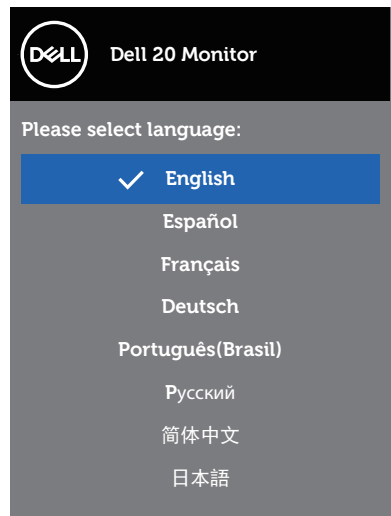 DELL
Dell 20 Monitor
Please select language:
English
Español
Français
Deutsch
Português(Brasil)
Русский
简体中文
日本語